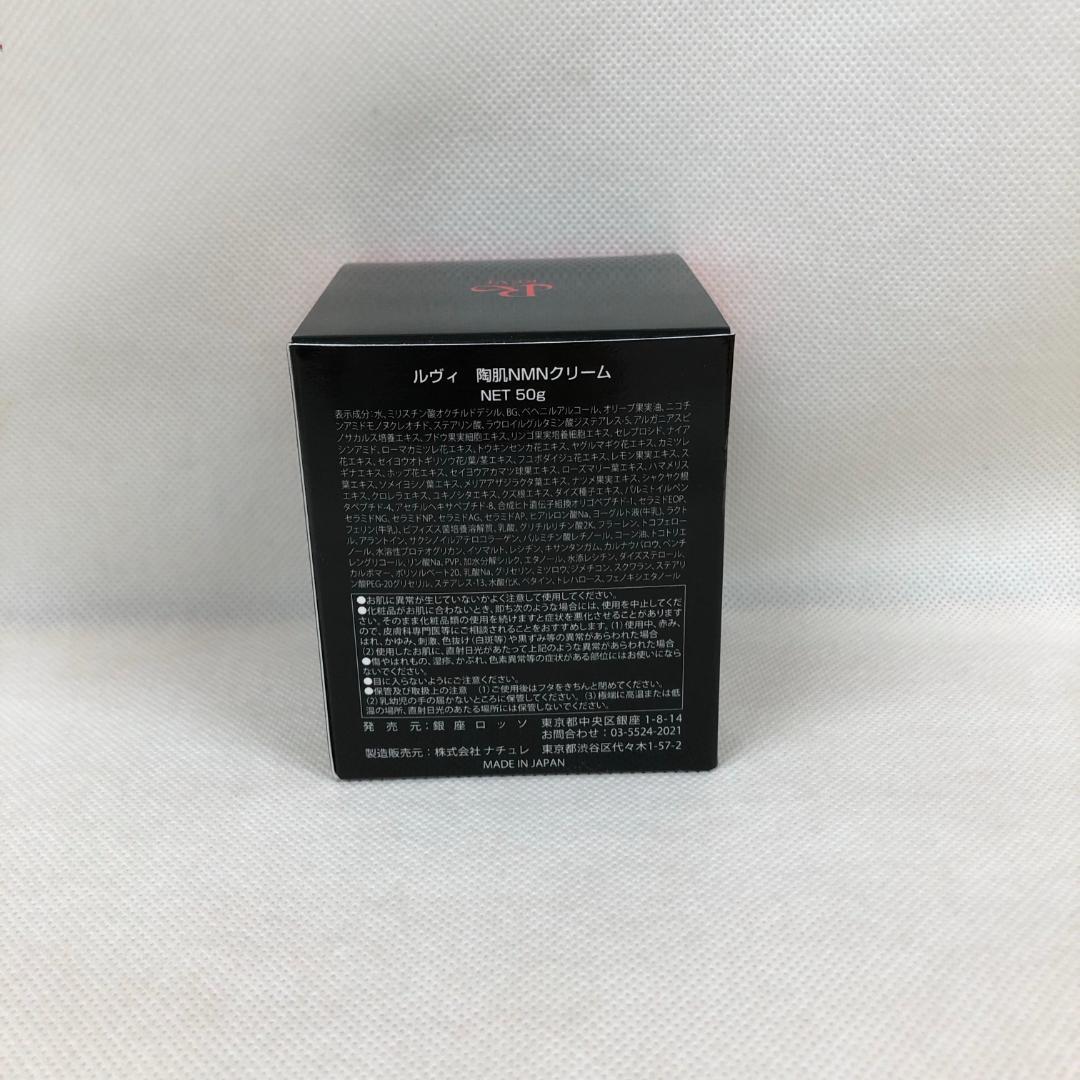 ルヴィ 陶肌NMNクリーム
NET 50g
表示成分:水、ミリスチン酸オクチルドデシル、BG、ベヘニルアルコール、オリーブ果実油、ニコチ
ンアミドモノヌクレオチド、ステアリン酸、ラウロイルグルタミン酸ジステアレス-5、アルガニアスピ
ノサカルス培養エキス、ブドウ果実細胞エキス、リンゴ果実培養細胞エキス、セレブロシド、ナイア
シンアミド、ローマカミツレ花エキス、トウキンセンカ花エキス、ヤグルマギク花エキス、カミツレ
花エキス、セイヨウオトギリソウ花/葉/茎エキス、フユボダイジュ花エキス、レモン果実エキス、ス
ギナエキス、ホップ花エキス、セイヨウアカマツ球果エキス、ローズマリー葉エキス、ハマメリス
葉エキス、ソメイヨシノ葉エキス、メリアアザジラクタ葉エキス、ナツメ果実エキス、シャクヤク根
エキス、クロレラエキス、ユキノシタエキス、クズ根エキス、ダイズ種子エキス、パルミトイルペン
タペプチド-4、アセチルヘキサペプチド-8、合成ヒト遺伝子組換オリゴペプチド-1、セラミドEOP、
セラミドNG、セラミドNP、セラミドAG、セラミドAP、ヒアルロン酸Na、ヨーグルト液(牛乳)、ラクト
フェリン(牛乳)、ビフィズス菌培養溶解質、乳酸、グリチルリチン酸2K、フラーレン、トコフェロー
ル、アラントイン、サクシノイルアテロコラーゲン、パルミチン酸レチノール、コーン油、トコトリエ
ノール、水溶性プロテオグリカン、イソマルト、レシチン、キサンタンガム、カルナウバロウ、ペンチ
レングリコール、リン酸Na、PVP、加水分解シルク、エタノール、水添レシチン、ダイズステロール、
カルボマー、ポリソルベート20、乳酸Na、グリセリン、ミツロウ、ジメチコン、スクワラン、ステアリ
ン酸PEG-20グリセリル、ステアレス-13、水酸化K、ベタイン、トレハロース、フェノキシエタノール
●お肌に異常が生じていないかよく注意して使用してください。
●化粧品がお肌に合わないとき、即ち次のような場合には、使用を中止してくだ
さい。そのまま化粧品類の使用を続けますと症状を悪化させることがあります
ので、皮膚科専門医等にご相談されることをおすすめします。(1)使用中、赤み、
はれ、かゆみ、刺激、色抜け(白斑等)や黒ずみ等の異常があらわれた場合
(2)使用したお肌に、直射日光があたって上記のような異常があらわれた場合
●傷やはれもの、湿疹、かぶれ、色素異常等の症状がある部位にはお使いになら
ないでください。
●目に入らないようにご注意ください。
●保管及び取扱上の注意 (1)ご使用後はフタをきちんと閉めてください。
(2)乳幼児の手の届かないところに保管してください。(3)極端に高温または低
温の場所、直射日光のあたる場所には保管しないでください。
発売元:銀座ロッソ 東京都中央区銀座 1-8-14
お問合わせ:03-5524-2021
製造販売元:株式会社 ナチュレ 東京都渋谷区代々木1-57-2
MADE IN JAPAN